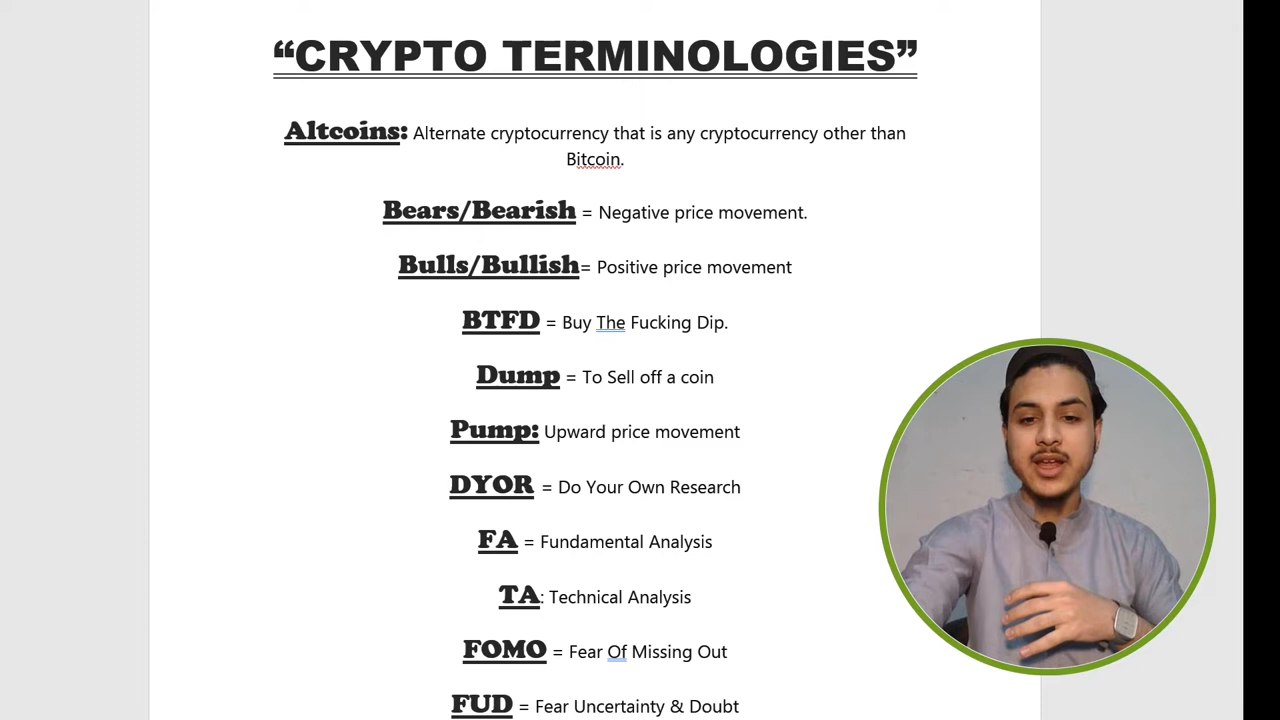 “CRYPTO TERMINOLOGIES”
Altcoins: Alternate cryptocurrency that is any cryptocurrency other than
Bitcoin.
Bears/Bearish = Negative price movement.
Bulls/Bullish= Positive price movement
BTFD = Buy The Fucking Dip.
Dump = To Sell off a coin
Pump: Upward price movement
DYOR = Do Your Own Research
FA = Fundamental Analysis
TA: Technical Analysis
FOMO = Fear Of Missing Out
FUD = Fear Uncertainty & Doubt